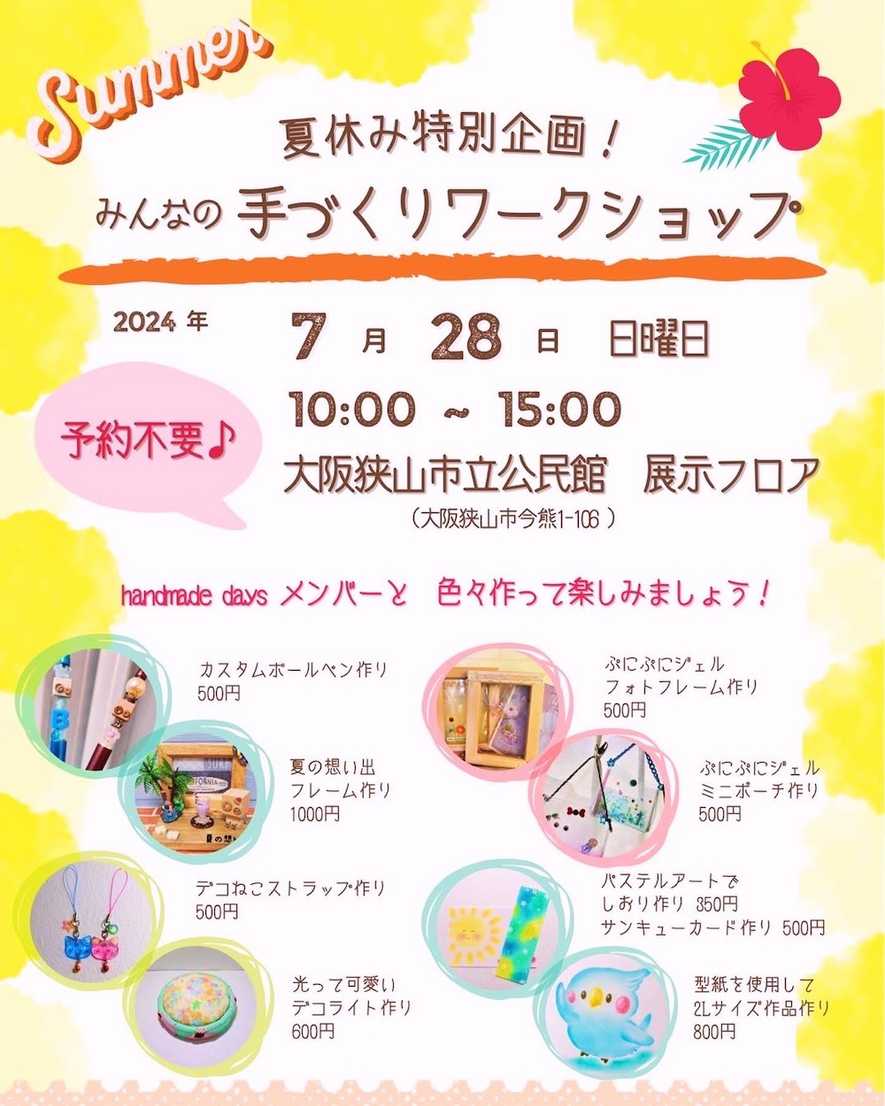 Summer
夏休み特別企画！
みんなの 手づくりワークショップ
2024 年 7 月 28 日 日曜日
10:00 ~ 15:00
予約不要♪
大阪狭山市立公民館 展示フロア
（大阪狭山市今熊1-106 ）
handmade days メンバーと 色々作って楽しみましょう！
カスタムボールペン作り
500円
夏の想い出
フレーム作り
1000円
デコねこストラップ作り
500円
光って可愛い
デコライト作り
600円
ぷにぷにジェル
フォトフレーム作り
500円
ぷにぷにジェル
ミニポーチ作り
500円
パステルアートで
しおり作り 350円
サンキューカード作り 500円
型紙を使用して
2Lサイズ作品作り
800円